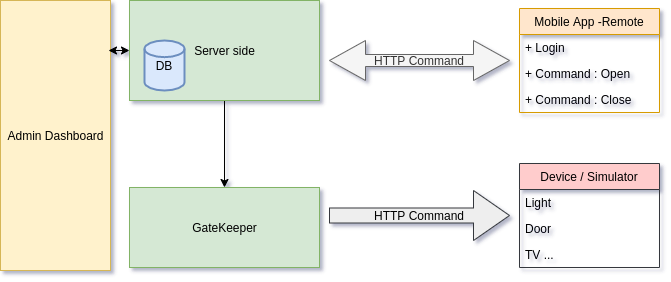 Admin Dashboard
Server side
DB
HTTP Command
Mobile App -Remote
+ Login
+ Command : Open
+ Command : Close
GateKeeper
HTTP Command
Device / Simulator
Light
Door
TV ...